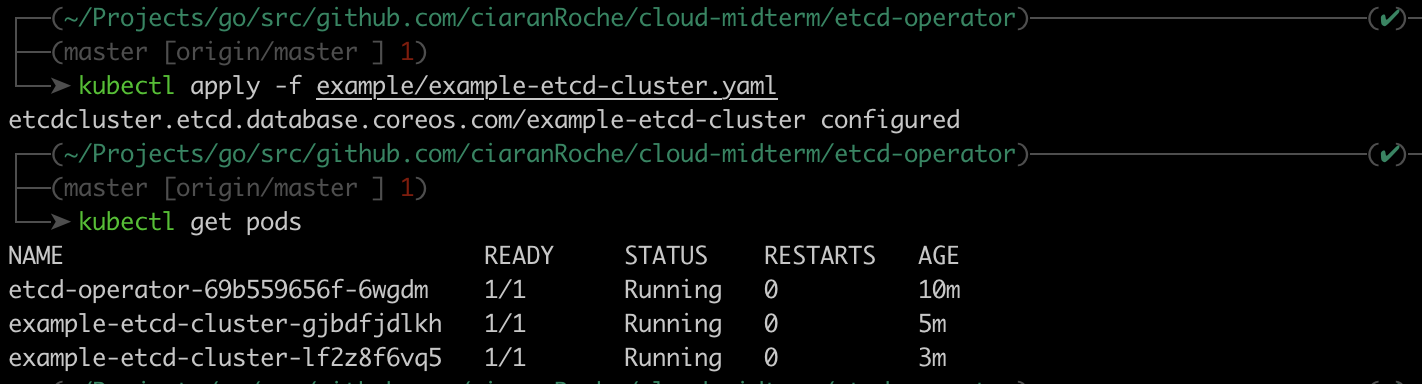 (~/Projects/go/src/github.com/ciaranRoche/cloud-midterm/etcd-operator) (✔)
(master [origin/master ] 1)
➤ kubectl apply -f example/example-etcd-cluster.yaml
etcdcluster.etcd.database.coreos.com/example-etcd-cluster configured
(~/Projects/go/src/github.com/ciaranRoche/cloud-midterm/etcd-operator) (✔)
(master [origin/master ] 1)
➤ kubectl get pods
NAME READY STATUS RESTARTS AGE
etcd-operator-69b559656f-6wgdm 1/1 Running 0 10m
example-etcd-cluster-gjbdfjdlkh 1/1 Running 0 5m
example-etcd-cluster-lf2z8f6vq5 1/1 Running 0 3m